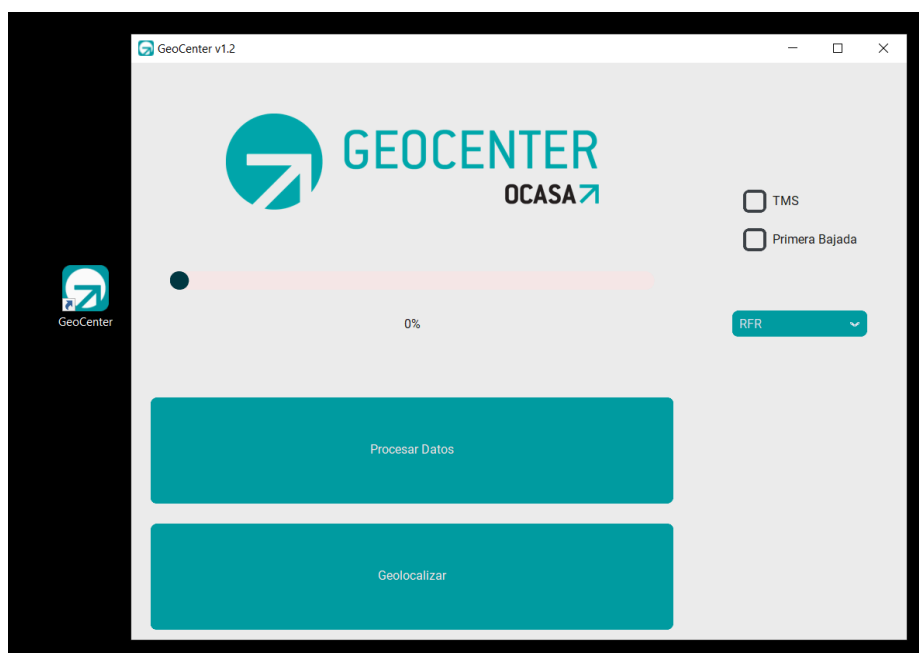 GeoCenter v1.2
GEOCENTER
OCASA
TMS
Primera Bajada
GeoCenter
0%
RFR
Procesar Datos
Geolocalizar